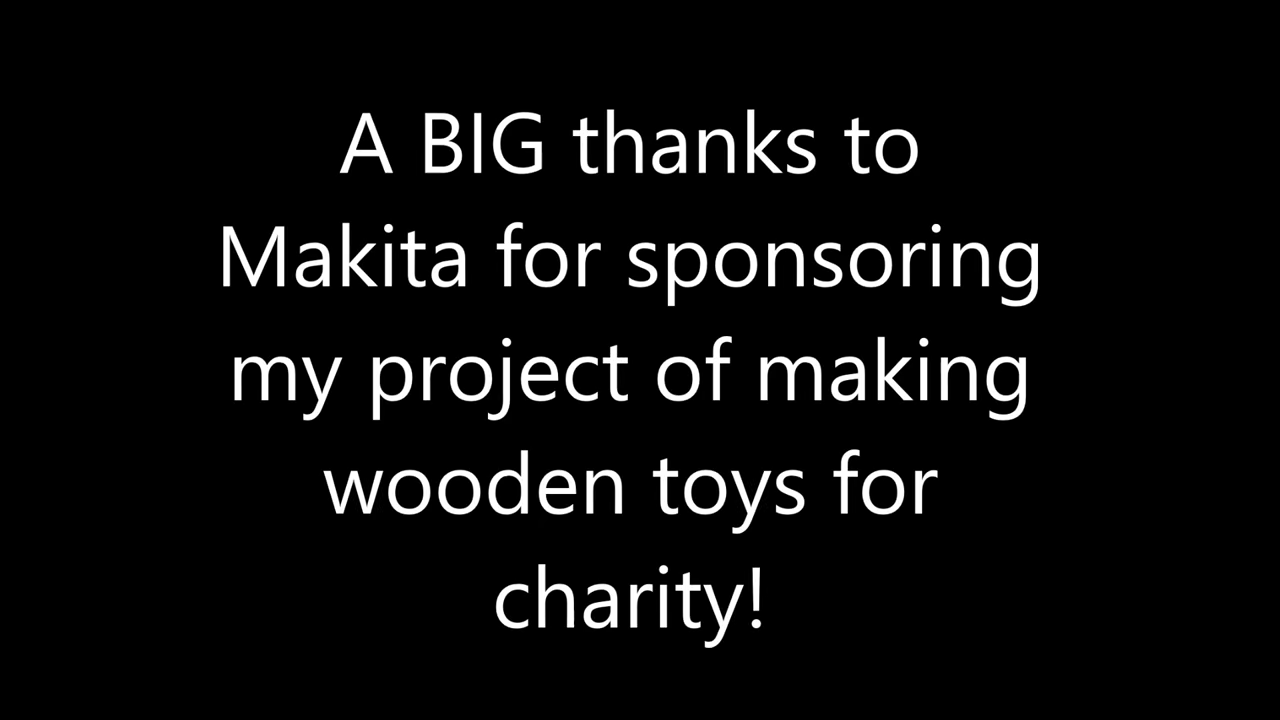 A BIG thanks to
Makita for sponsoring
my project of making
wooden toys for
charity!